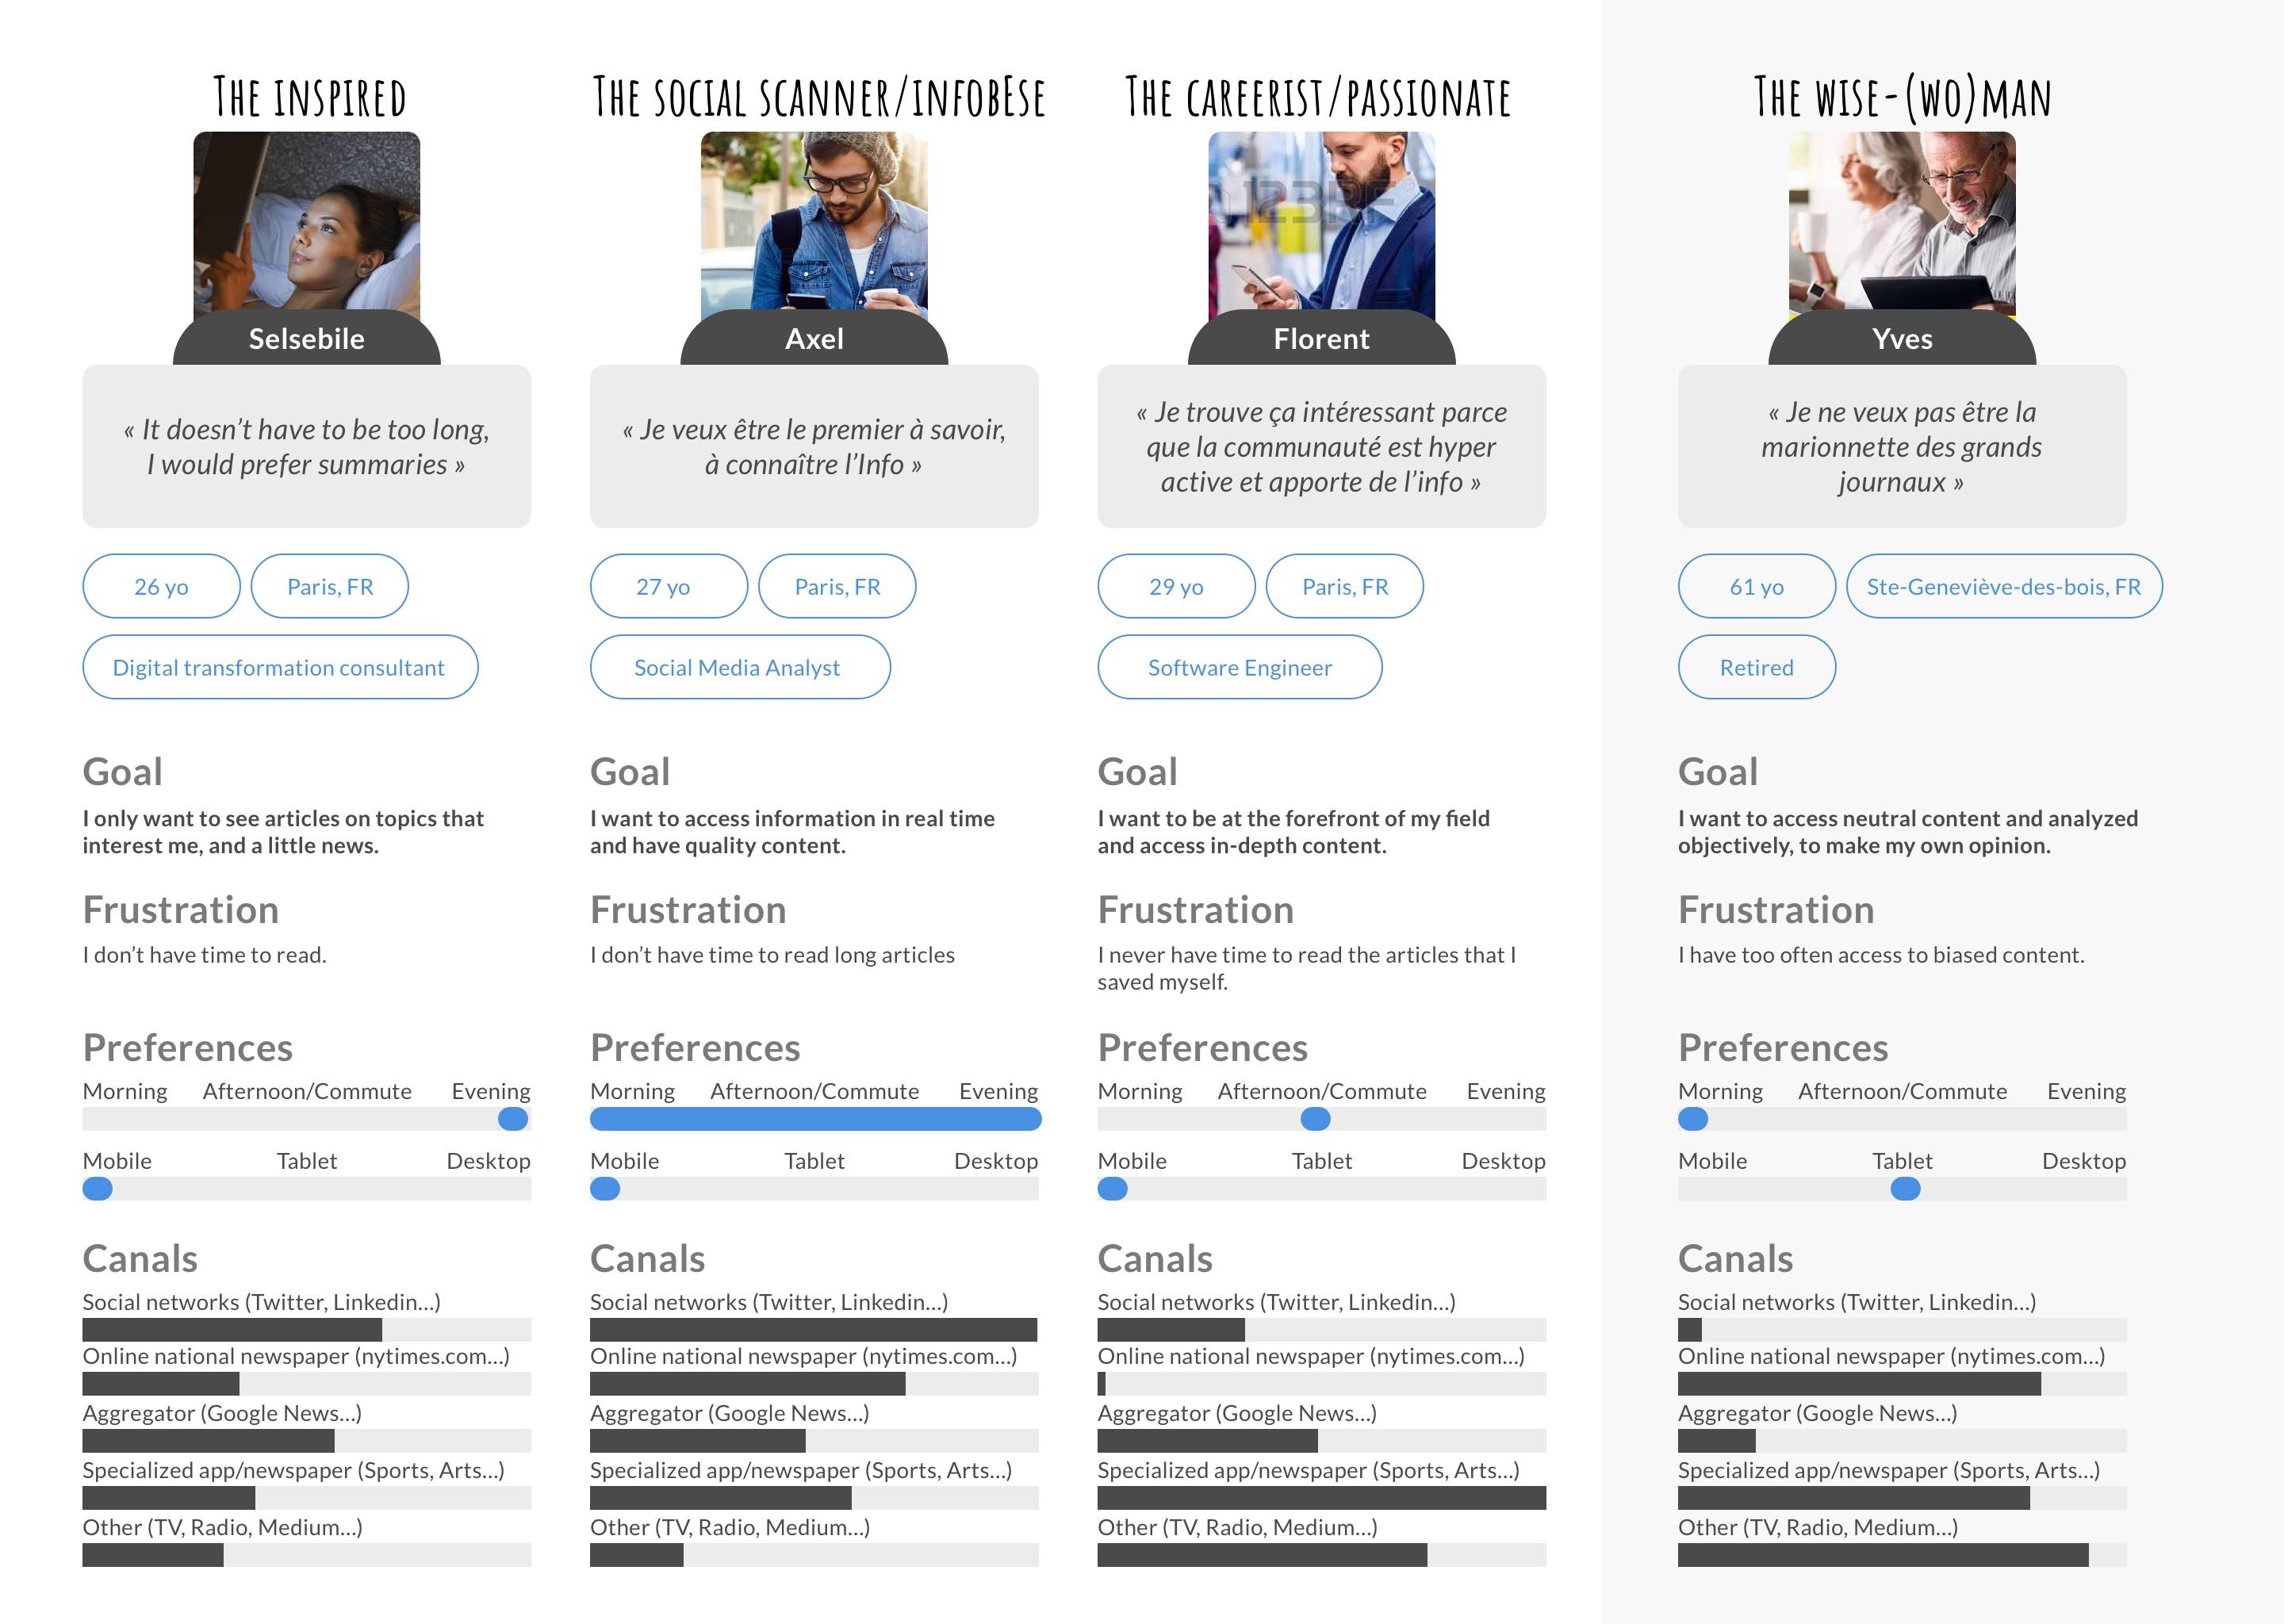 The inspired
Selsebile
« It doesn’t have to be too long,
I would prefer summaries »
26 yo
Paris, FR
Digital transformation consultant
Goal
I only want to see articles on topics that
interest me, and a little news.
Frustration
I don’t have time to read.
Preferences
Morning Afternoon/Commute Evening
Mobile Tablet Desktop
Canals
Social networks (Twitter, Linkedin…)
Online national newspaper (nytimes.com…)
Aggregator (Google News…)
Specialized app/newspaper (Sports, Arts…)
Other (TV, Radio, Medium…)
The social scanner/infobEse
Axel
« Je veux être le premier à savoir,
à connaître l’Info »
27 yo
Paris, FR
Social Media Analyst
Goal
I want to access information in real time
and have quality content.
Frustration
I don’t have time to read long articles
Preferences
Morning Afternoon/Commute Evening
Mobile Tablet Desktop
Canals
Social networks (Twitter, Linkedin…)
Online national newspaper (nytimes.com…)
Aggregator (Google News…)
Specialized app/newspaper (Sports, Arts…)
Other (TV, Radio, Medium…)
The careerist/passionate
123RF
Florent
« Je trouve ça intéressant parce
que la communauté est hyper
active et apporte de l’info »
29 yo
Paris, FR
Software Engineer
Goal
I want to be at the forefront of my field
and access in-depth content.
Frustration
I never have time to read the articles that I
saved myself.
Preferences
Morning Afternoon/Commute Evening
Mobile Tablet Desktop
Canals
Social networks (Twitter, Linkedin…)
Online national newspaper (nytimes.com…)
Aggregator (Google News…)
Specialized app/newspaper (Sports, Arts…)
Other (TV, Radio, Medium…)
The wise-(wo)man
Yves
« Je ne veux pas être la
marionnette des grands
journaux »
61 yo
Ste-Geneviève-des-bois, FR
Retired
Goal
I want to access neutral content and analyzed
objectively, to make my own opinion.
Frustration
I have too often access to biased content.
Preferences
Morning Afternoon/Commute Evening
Mobile Tablet Desktop
Canals
Social networks (Twitter, Linkedin…)
Online national newspaper (nytimes.com…)
Aggregator (Google News…)
Specialized app/newspaper (Sports, Arts…)
Other (TV, Radio, Medium…)